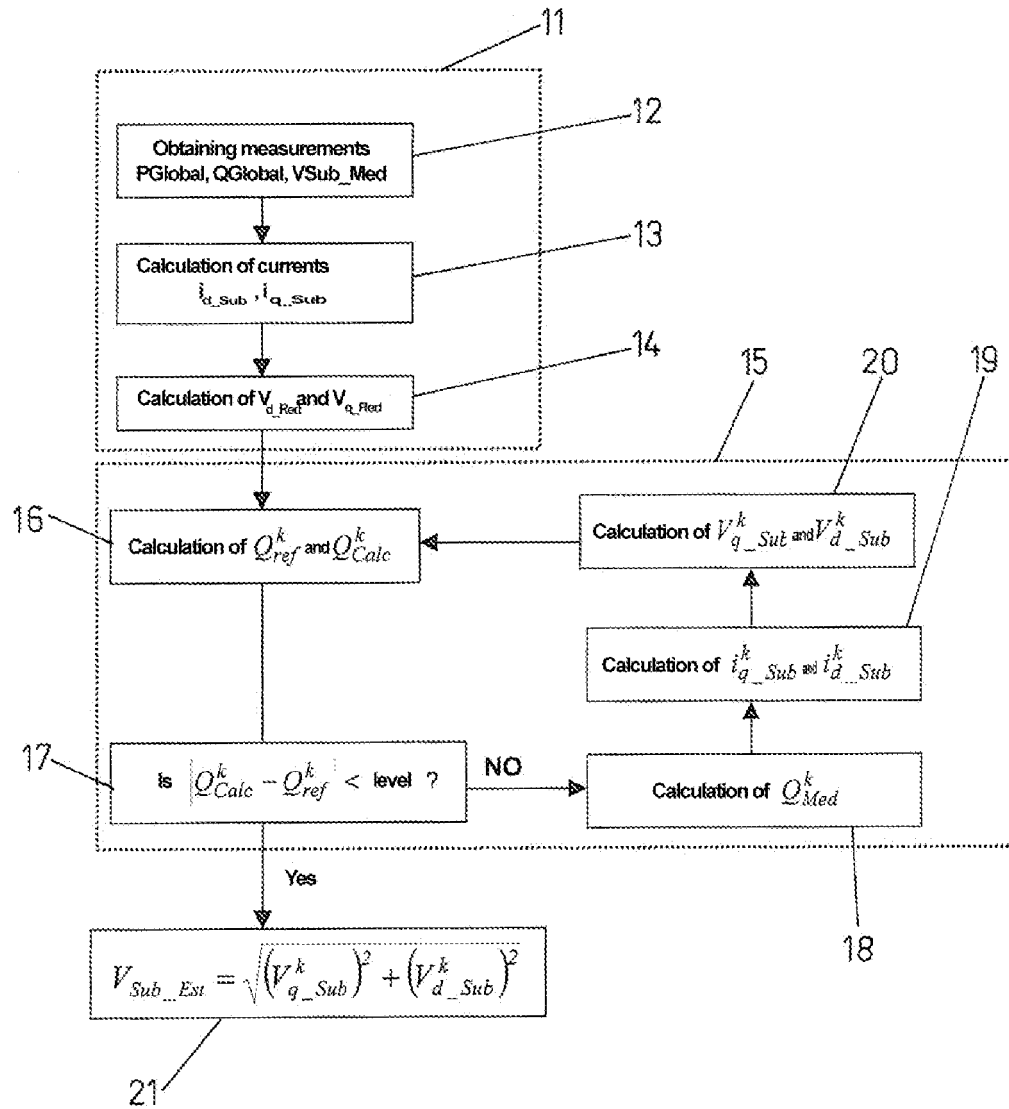 11
12
Obtaining measurements
PGlobal, QGlobal, VSub_Med
13
Calculation of currents
i_d_Sub , i_q_Sub
14
Calculation of V_d_Red and V_q_Red
15
20
19
16
Calculation of Q^k_ref and Q^k_Calc
Calculation of V^k_q_Sub and V^k_d_Sub
Calculation of i^k_q_Sub and i^k_d_Sub
17
Is |Q^k_Calc − Q^k_ref| < level ?
NO
Calculation of Q^k_Med
18
Yes
V_Sub_Est = √((V^k_q_Sub)^2 + (V^k_d_Sub)^2)
21